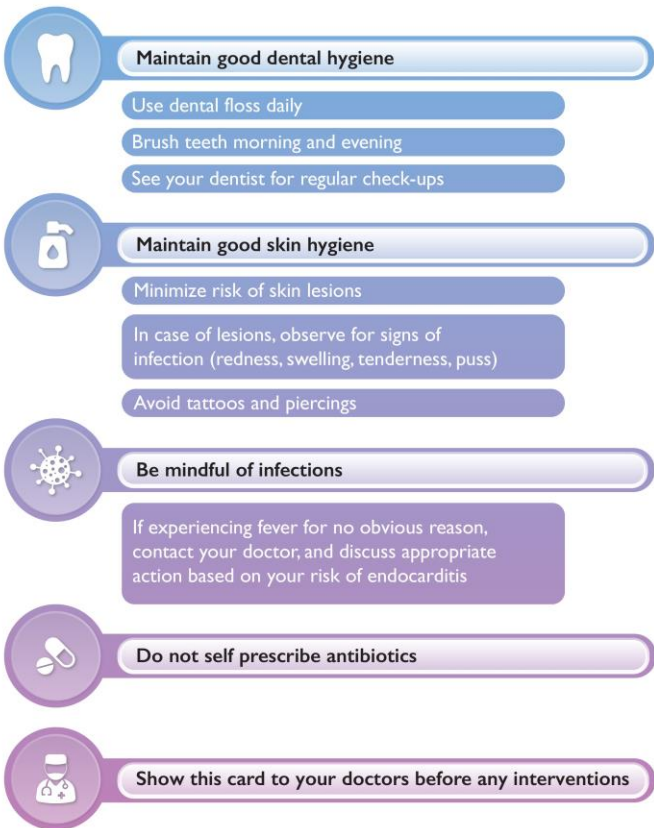 Maintain good dental hygiene
Use dental floss daily
Brush teeth morning and evening
See your dentist for regular check-ups
Maintain good skin hygiene
Minimize risk of skin lesions
In case of lesions, observe for signs of
infection (redness, swelling, tenderness, puss)
Avoid tattoos and piercings
Be mindful of infections
If experiencing fever for no obvious reason,
contact your doctor, and discuss appropriate
action based on your risk of endocarditis
Do not self prescribe antibiotics
Show this card to your doctors before any interventions